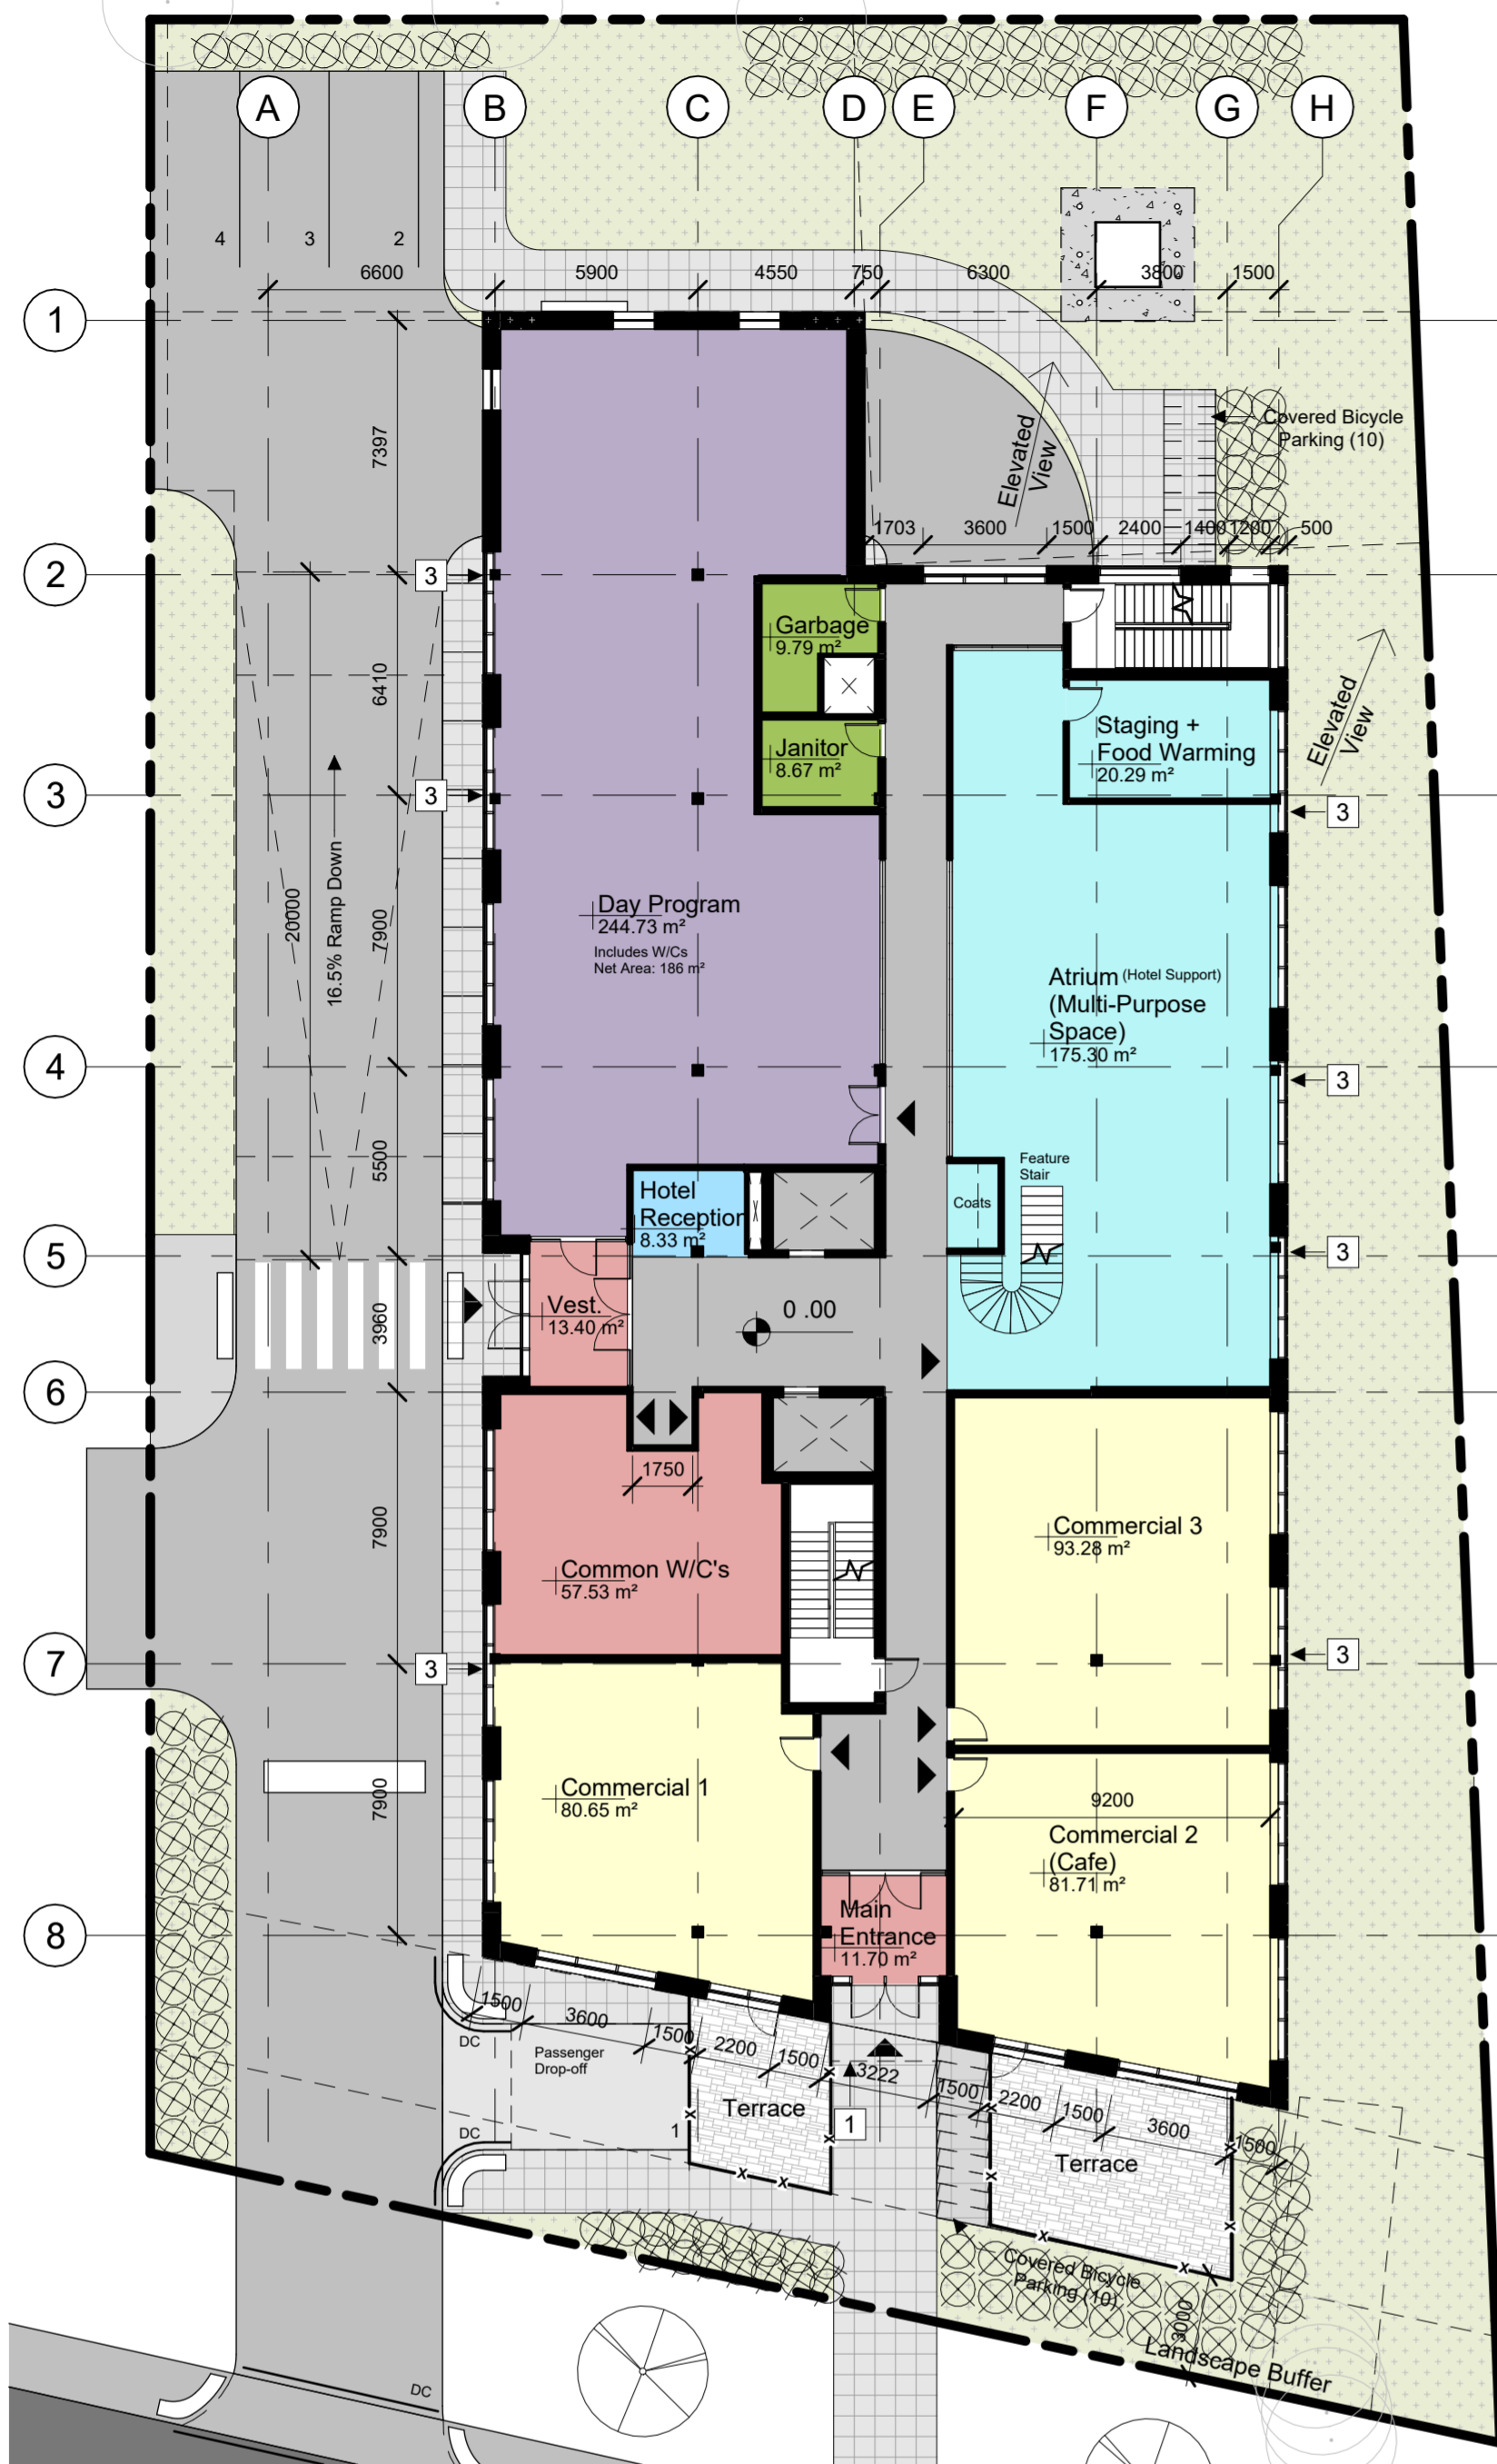 A
B
C
D
E
F
G
H
4
3
2
6600
5900
4550
750
6300
3800
1500
1
7397
Elevated
View
Covered Bicycle
Parking (10)
1703
3600
1500
2400
1400
1200
500
2
3
Garbage
9.79 m²
6410
Janitor
8.67 m²
Staging +
Food Warming
20.29 m²
Elevated
View
3
3
3
16.5% Ramp Down
20000
7900
Day Program
244.73 m²
Includes W/Cs
Net Area: 186 m²
Atrium (Hotel Support)
(Multi-Purpose
Space)
175.30 m²
4
3
5500
Feature
Stair
Coats
Hotel
Reception
8.33 m²
5
3
3960
Vest.
13.40 m²
0 .00
6
1750
7900
Common W/C's
57.53 m²
Commercial 3
93.28 m²
7
3
3
7900
Commercial 1
80.65 m²
9200
Commercial 2
(Cafe)
81.71 m²
8
Main
Entrance
11.70 m²
1500
3600
1500
2200
1500
3222
1500
2200
1500
3600
1500
DC
Passenger
Drop-off
Terrace
1
1
DC
Terrace
Covered Bicycle
Parking (10)
3000
Landscape Buffer
DC